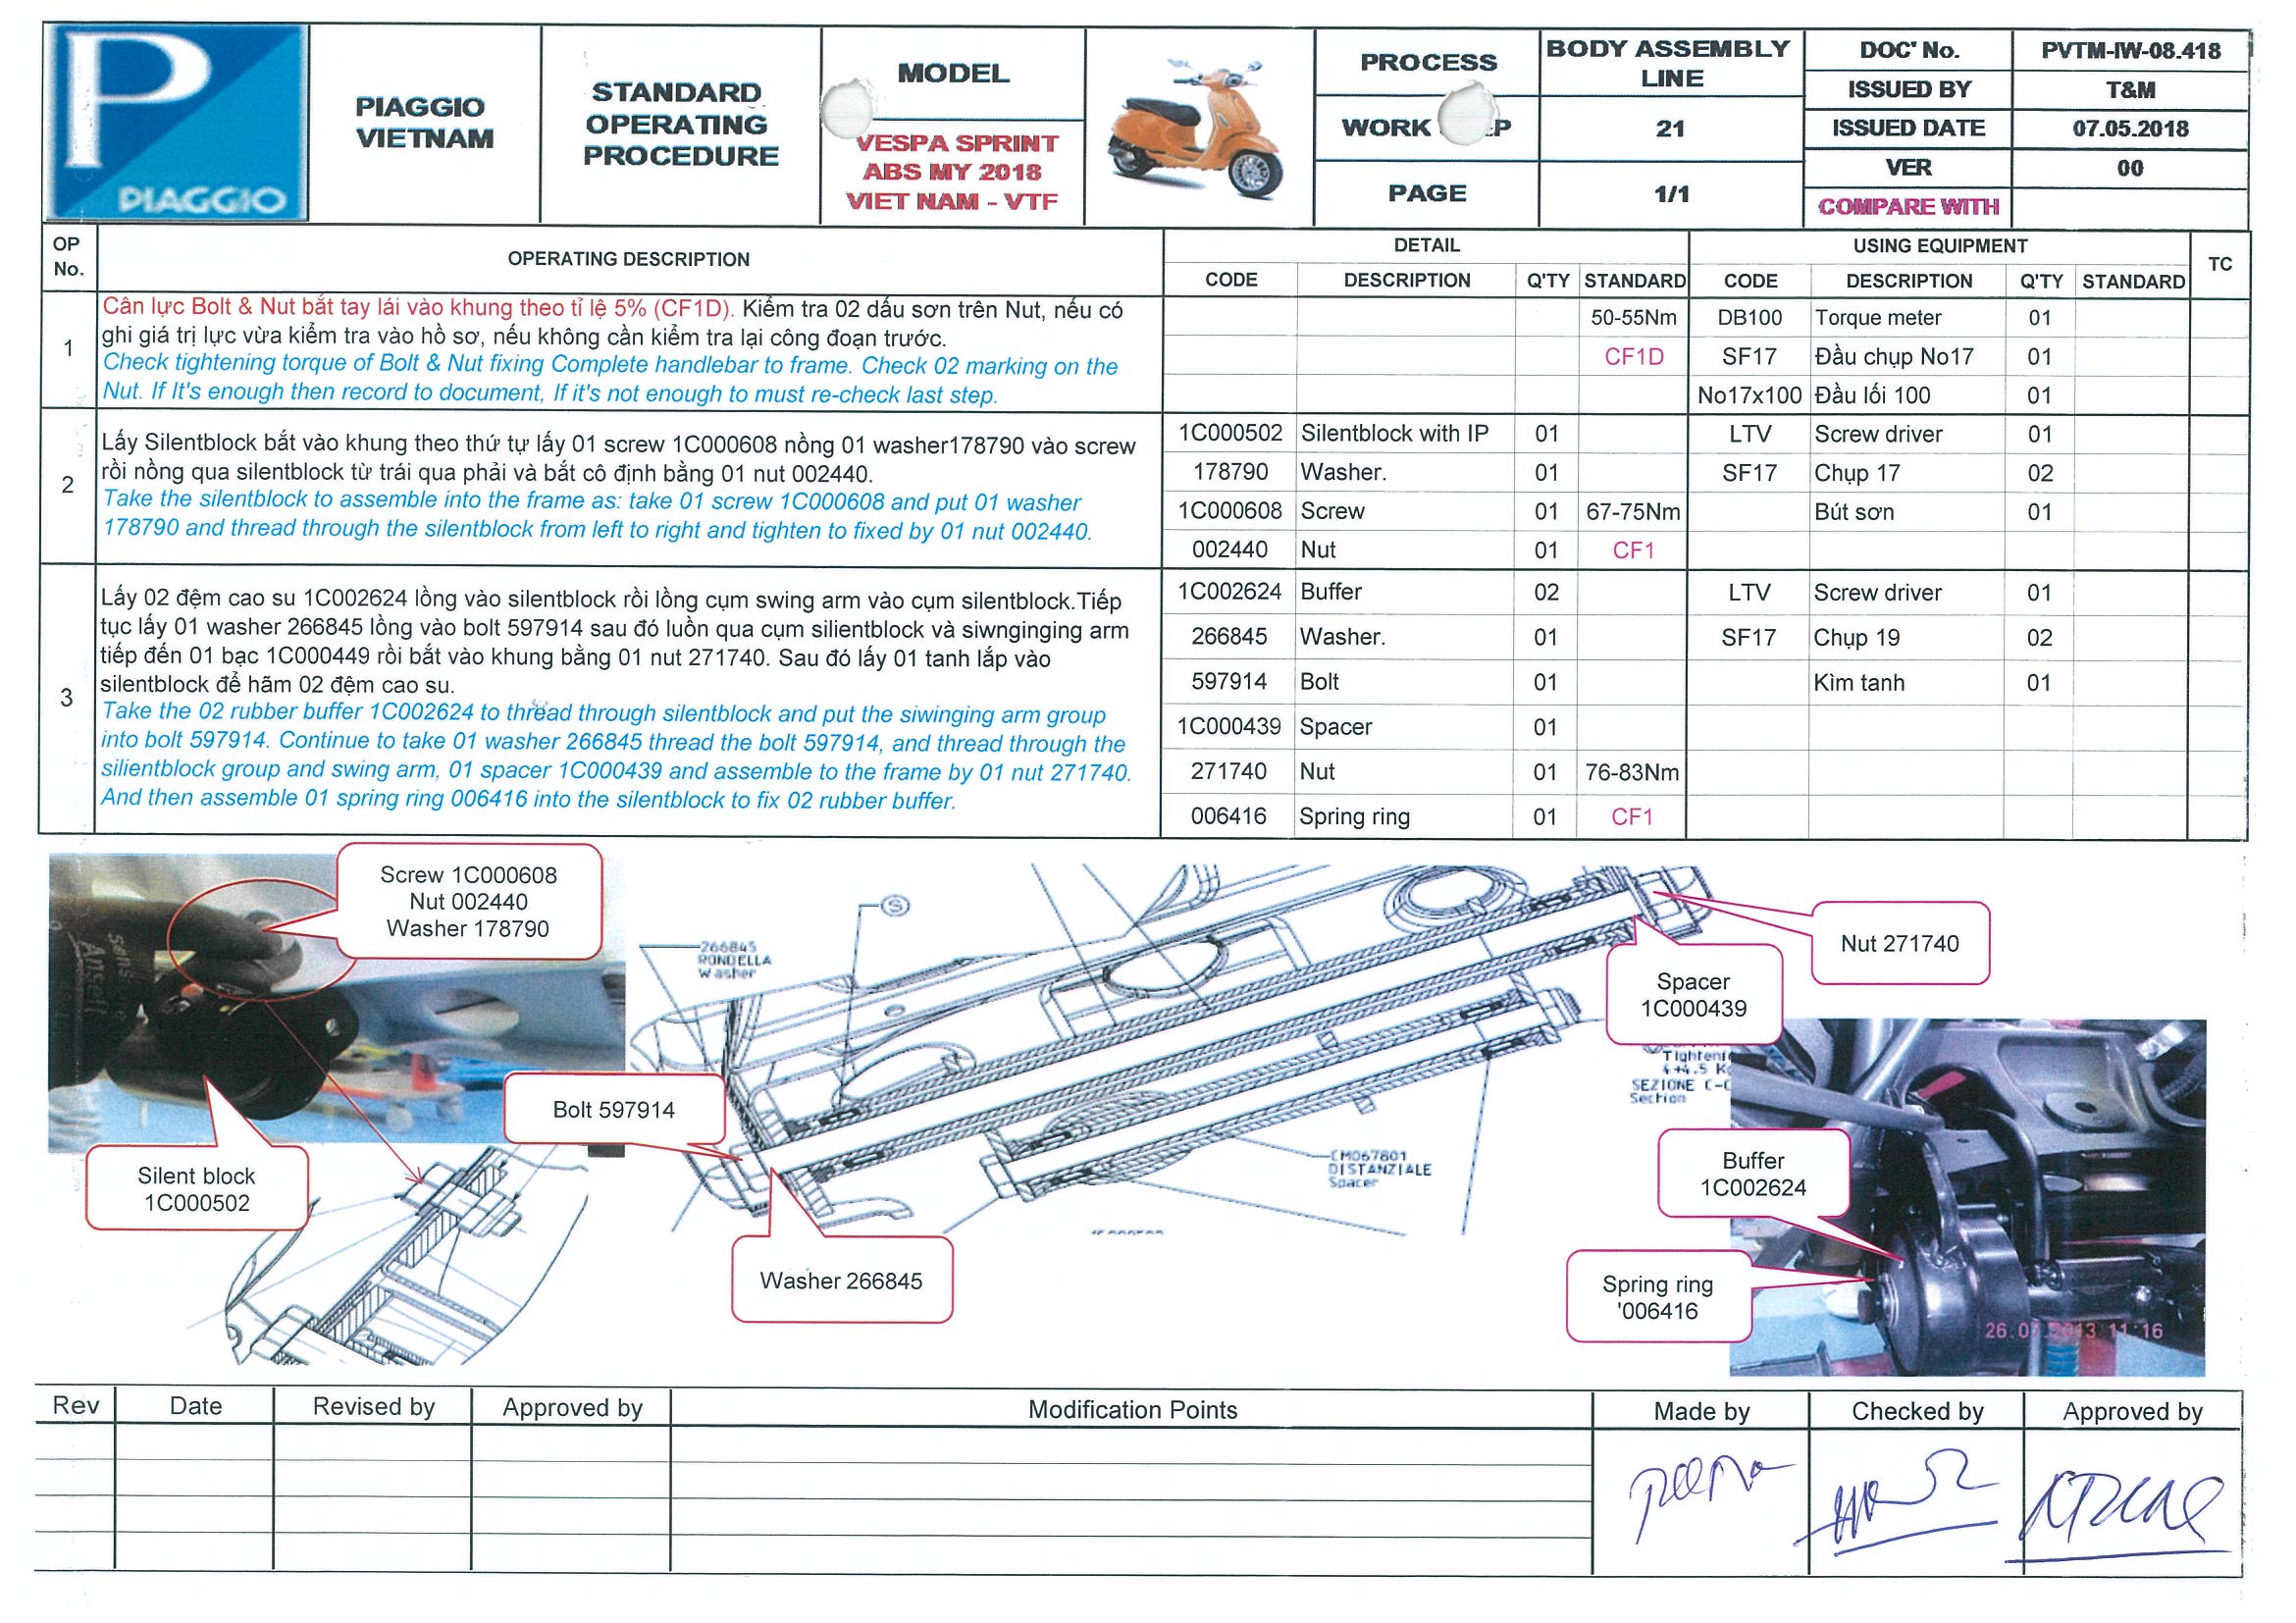 PIAGGIO
PIAGGIO
VIETNAM
STANDARD
OPERATING
PROCEDURE
MODEL
VESPA SPRINT
ABS MY 2018
VIET NAM - VTF
PROCESS
BODY ASSEMBLY
LINE
WORK P
21
PAGE
1/1
DOC' No.
PVTM-IW-08.418
ISSUED BY
T&M
ISSUED DATE
07.05.2018
VER
00
COMPARE WITH
OP
No.
OPERATING DESCRIPTION
DETAIL
USING EQUIPMENT
TC
CODE DESCRIPTION Q'TY STANDARD CODE DESCRIPTION Q'TY STANDARD
1
Cân lực Bolt & Nut bắt tay lái vào khung theo tỉ lệ 5% (CF1D). Kiểm tra 02 dấu sơn trên Nut, nếu có
ghi giá trị lực vừa kiểm tra vào hồ sơ, nếu không cần kiểm tra lại công đoạn trước.
Check tightening torque of Bolt & Nut fixing Complete handlebar to frame. Check 02 marking on the
Nut. If It's enough then record to document, If it's not enough to must re-check last step.
50-55Nm DB100 Torque meter 01
CF1D SF17 Đầu chụp No17 01
No17x100 Đầu lối 100 01
2
Lấy Silentblock bắt vào khung theo thứ tự lấy 01 screw 1C000608 nồng 01 washer178790 vào screw
rồi nồng qua silentblock từ trái qua phải và bắt cô định bằng 01 nut 002440.
Take the silentblock to assemble into the frame as: take 01 screw 1C000608 and put 01 washer
178790 and thread through the silentblock from left to right and tighten to fixed by 01 nut 002440.
1C000502 Silentblock with IP 01 LTV Screw driver 01
178790 Washer. 01 SF17 Chụp 17 02
1C000608 Screw 01 67-75Nm Bút sơn 01
002440 Nut 01 CF1
3
Lấy 02 đệm cao su 1C002624 lồng vào silentblock rồi lồng cụm swing arm vào cụm silentblock.Tiếp
tục lấy 01 washer 266845 lồng vào bolt 597914 sau đó luồn qua cụm silientblock và siwnginging arm
tiếp đến 01 bạc 1C000449 rồi bắt vào khung bằng 01 nut 271740. Sau đó lấy 01 tanh lắp vào
silentblock để hãm 02 đệm cao su.
Take the 02 rubber buffer 1C002624 to thread through silentblock and put the siwinging arm group
into bolt 597914. Continue to take 01 washer 266845 thread the bolt 597914, and thread through the
silientblock group and swing arm, 01 spacer 1C000439 and assemble to the frame by 01 nut 271740.
And then assemble 01 spring ring 006416 into the silentblock to fix 02 rubber buffer.
1C002624 Buffer 02 LTV Screw driver 01
266845 Washer. 01 SF17 Chụp 19 02
597914 Bolt 01 Kìm tanh 01
1C000439 Spacer 01
271740 Nut 01 76-83Nm
006416 Spring ring 01 CF1
Screw 1C000608
Nut 002440
Washer 178790
Silent block
1C000502
Bolt 597914
Washer 266845
266845
RONDELLA
Washer
S
CM067801
DISTANZIALE
Spacer
Nut 271740
Spacer
1C000439
SEZIONE C-C
Section
Buffer
1C002624
Spring ring
'006416
26.07.2013 11:16
Rev Date Revised by Approved by Modification Points Made by Checked by Approved by